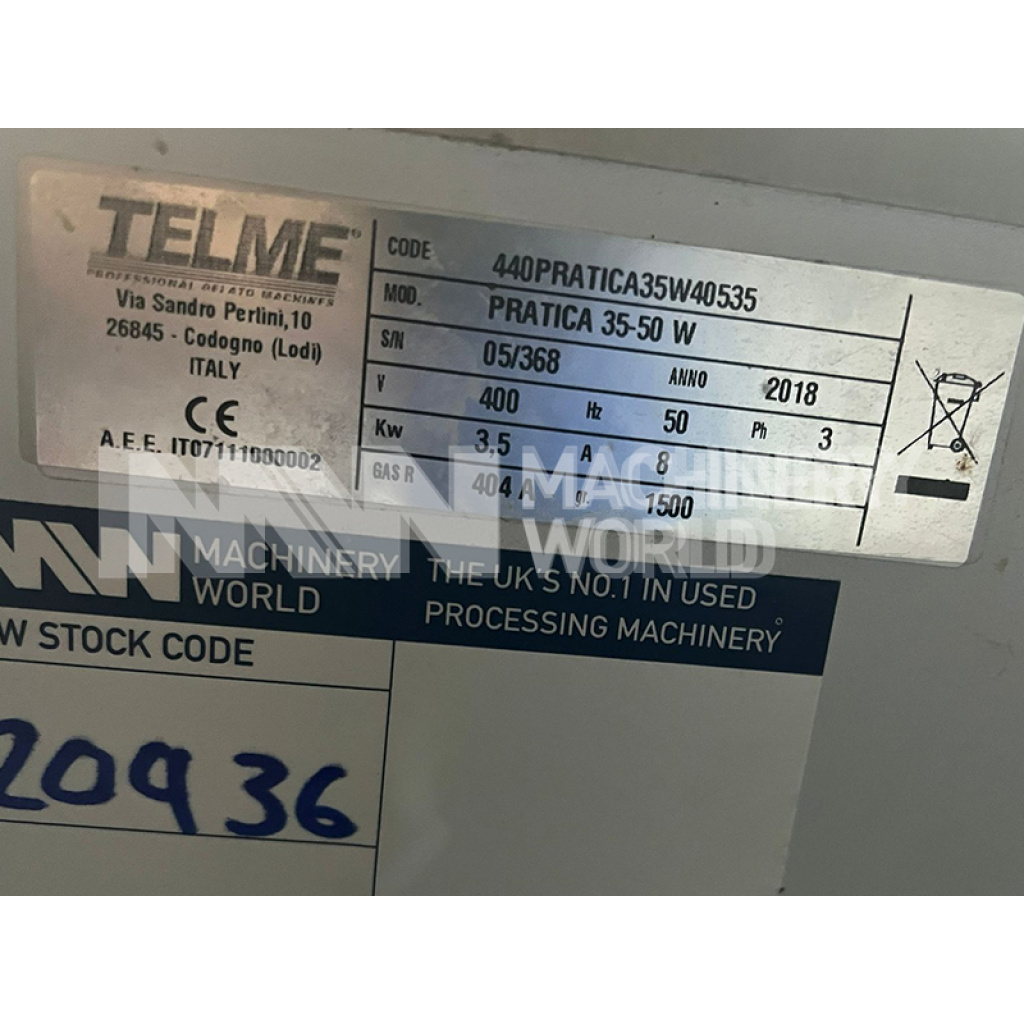 TELME®
PROFESSIONAL GELATO MACHINES
Via Sandro Perlini,10
26845 - Codogno (Lodi)
ITALY
CE
A.E.E. IT07111000002
CODE 440PRATICA35W40535
MOD. PRATICA 35-50 W
S/N 05/368 ANNO 2018
V 400 Hz 50 Ph 3
Kw 3,5 A 8
GAS R 404 A gr. 1500
MACHINERY
WORLD
MACHINERY
WORLD
THE UK'S NO.1 IN USED
PROCESSING MACHINERY
W STOCK CODE
20936